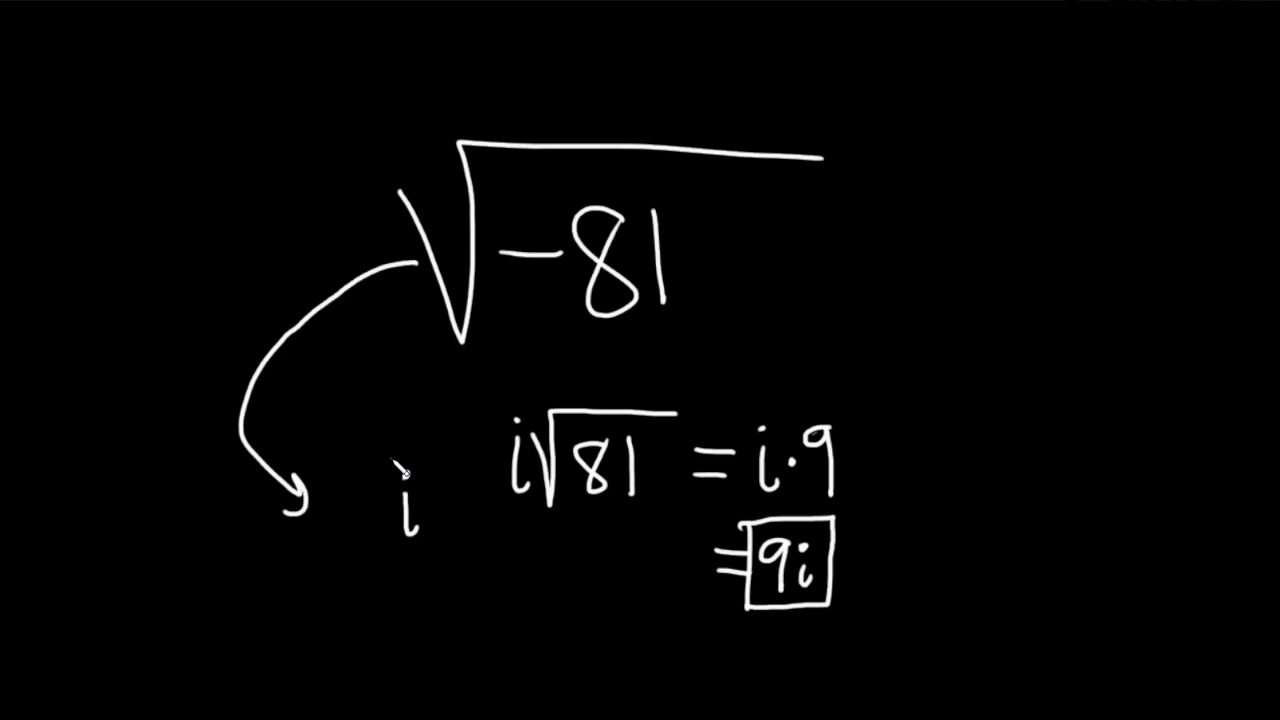 √-81
i i√81 = i·9
= 9i